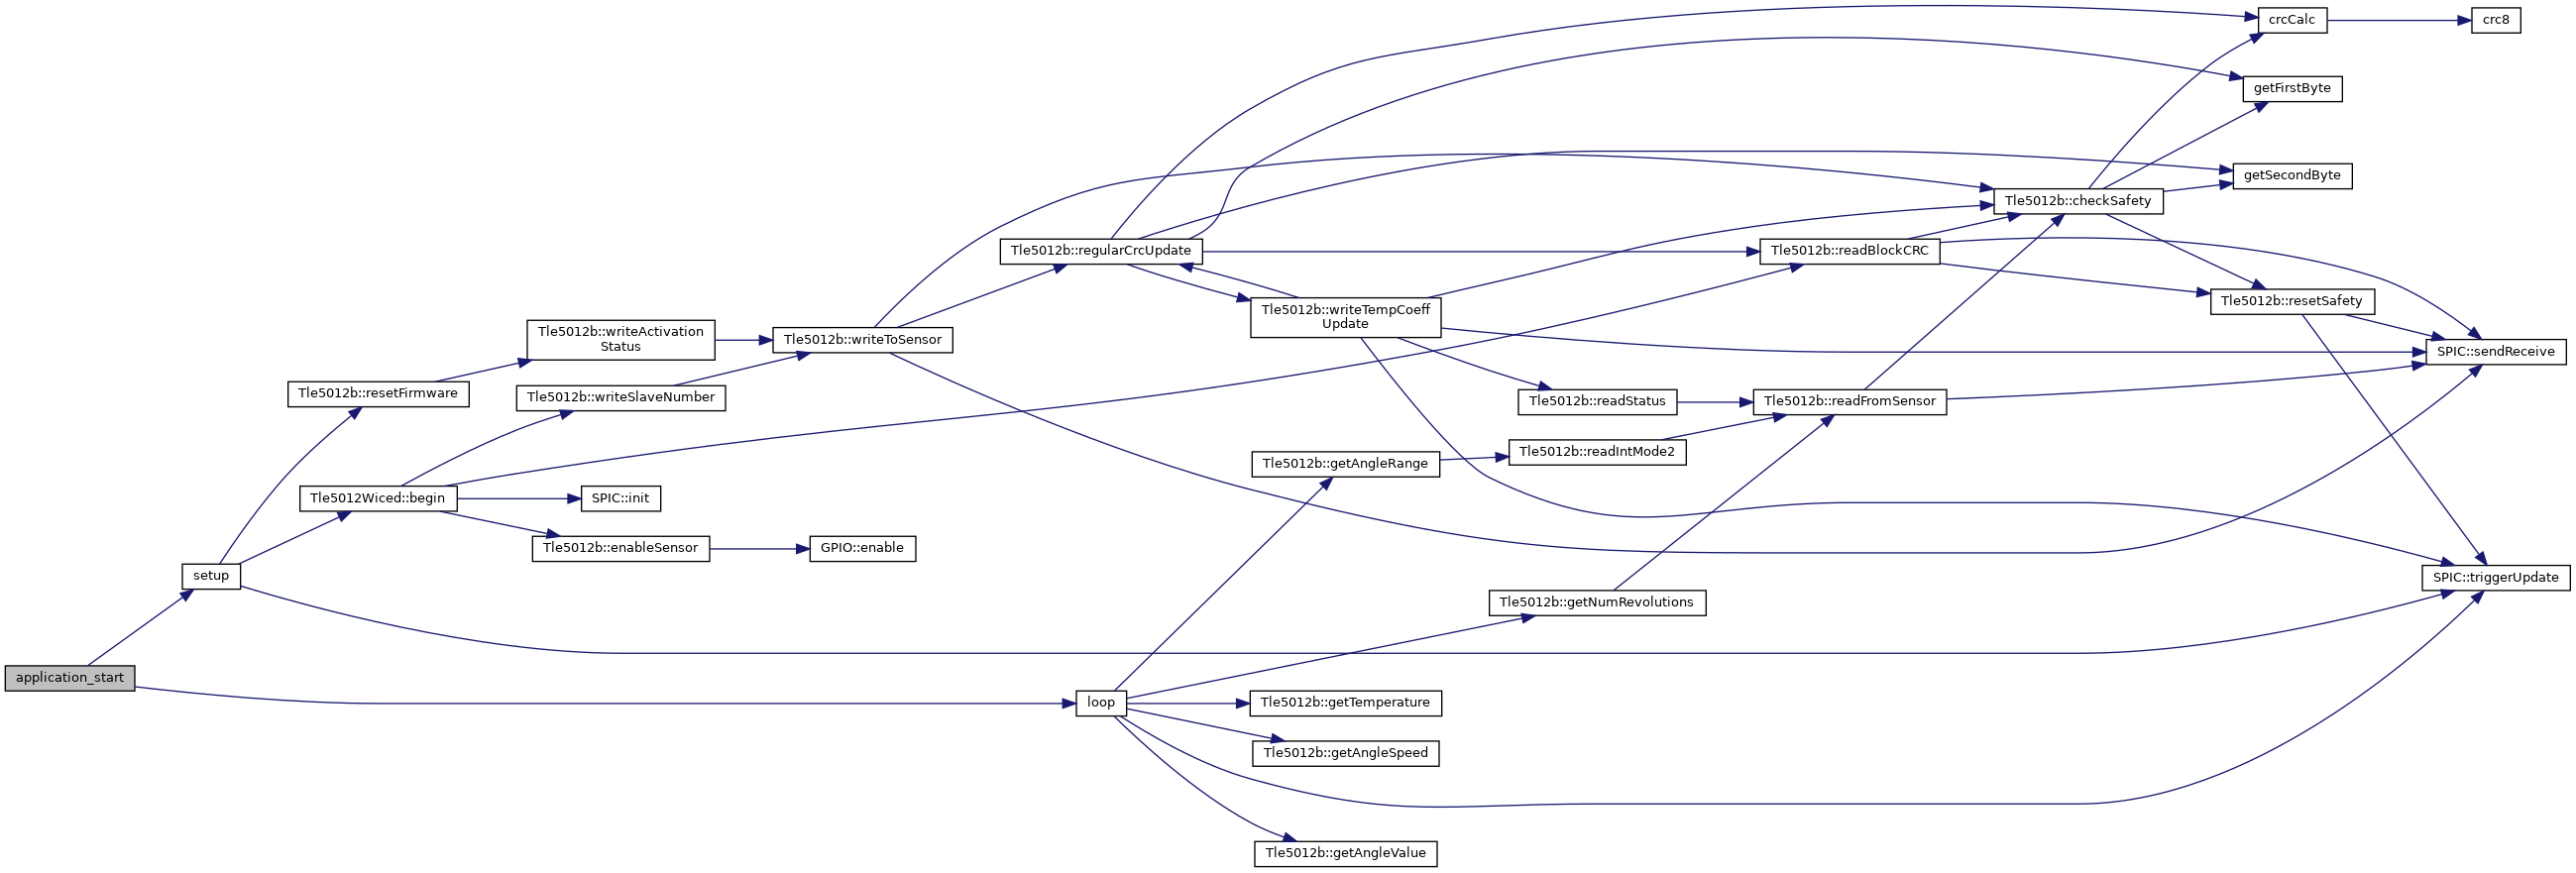 crcCalc
crc8
getFirstByte
getSecondByte
Tle5012b::checkSafety
Tle5012b::regularCrcUpdate
Tle5012b::readBlockCRC
Tle5012b::resetSafety
Tle5012b::writeTempCoeff
Update
Tle5012b::writeActivation
Status
Tle5012b::writeToSensor
SPIC::sendReceive
Tle5012b::resetFirmware
Tle5012b::writeSlaveNumber
Tle5012b::readStatus
Tle5012b::readFromSensor
Tle5012b::readIntMode2
Tle5012b::getAngleRange
Tle5012Wiced::begin
SPIC::init
Tle5012b::enableSensor
GPIO::enable
setup
SPIC::triggerUpdate
Tle5012b::getNumRevolutions
application_start
loop
Tle5012b::getTemperature
Tle5012b::getAngleSpeed
Tle5012b::getAngleValue